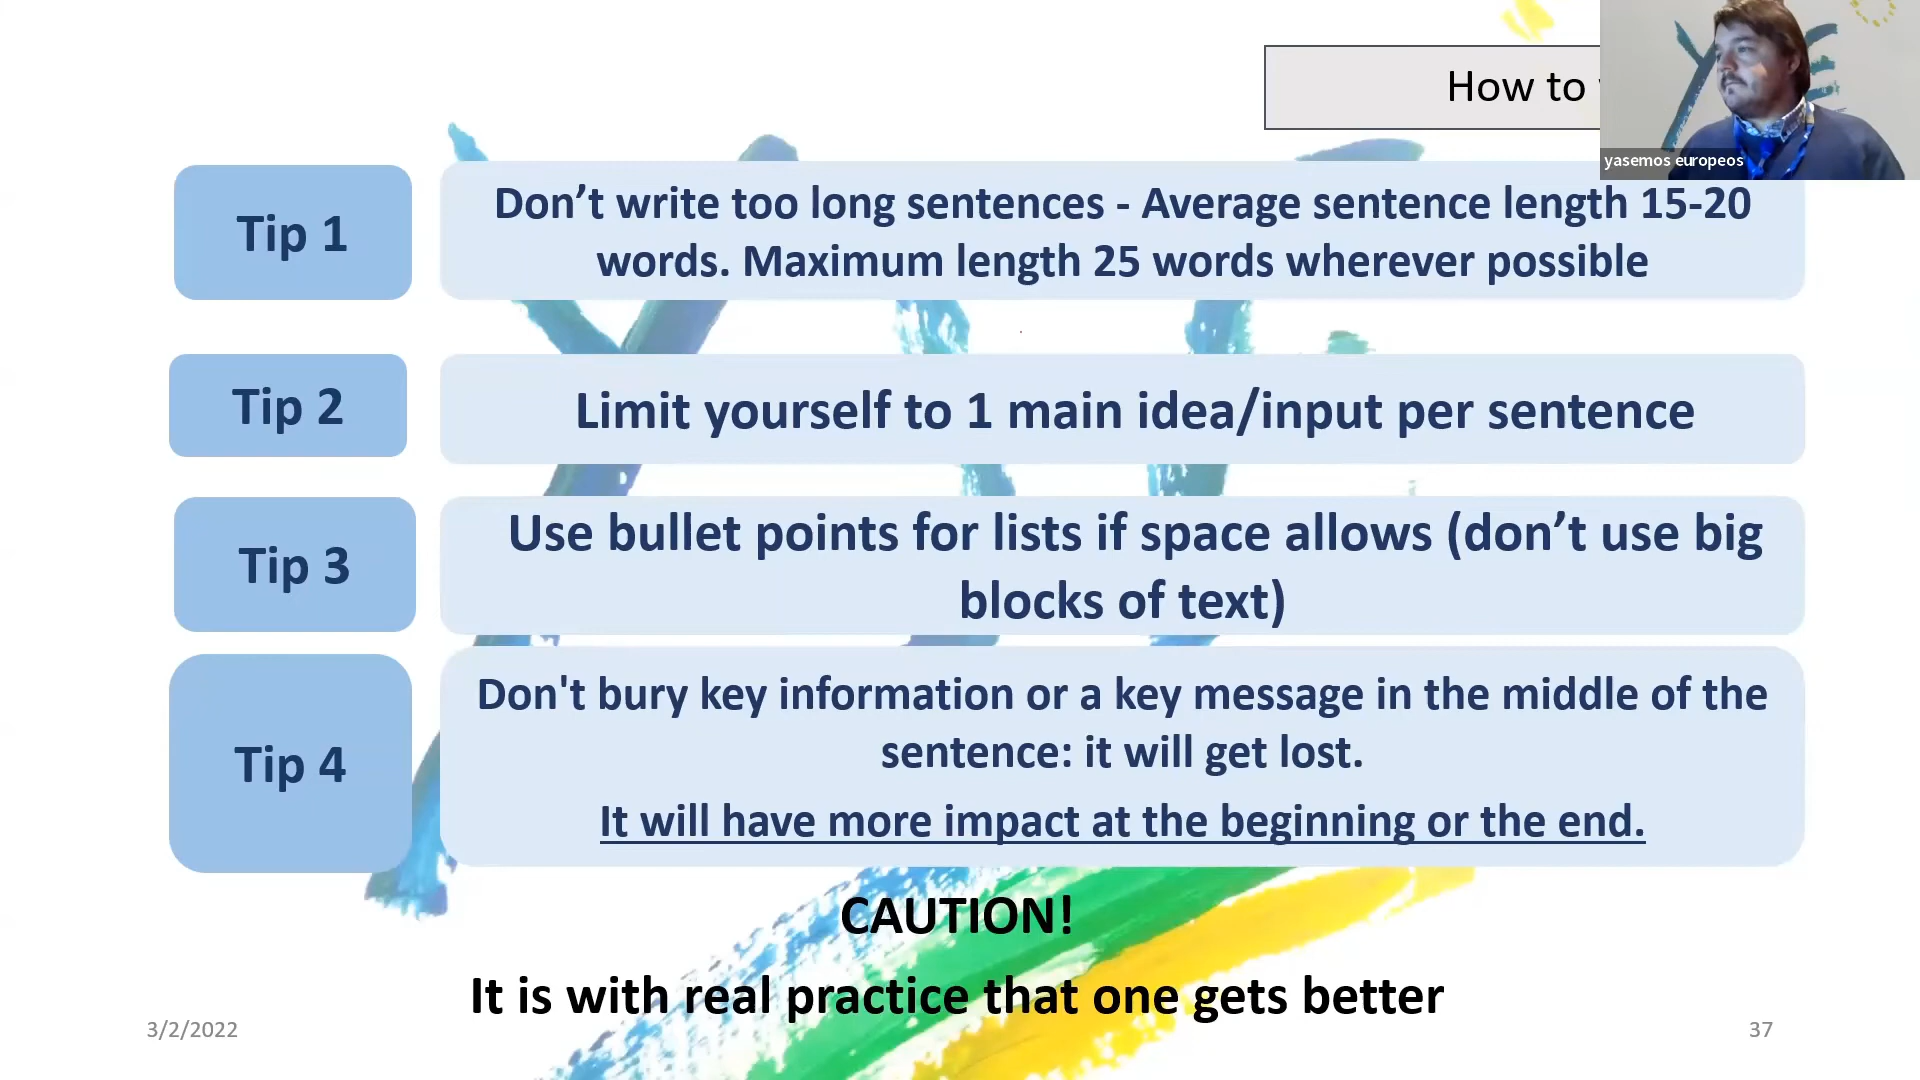 How to
yasemos europeos
Tip 1
Don’t write too long sentences - Average sentence length 15-20
words. Maximum length 25 words wherever possible
Tip 2
Limit yourself to 1 main idea/input per sentence
Tip 3
Use bullet points for lists if space allows (don’t use big
blocks of text)
Tip 4
Don't bury key information or a key message in the middle of the
sentence: it will get lost.
It will have more impact at the beginning or the end.
CAUTION!
It is with real practice that one gets better
3/2/2022
37